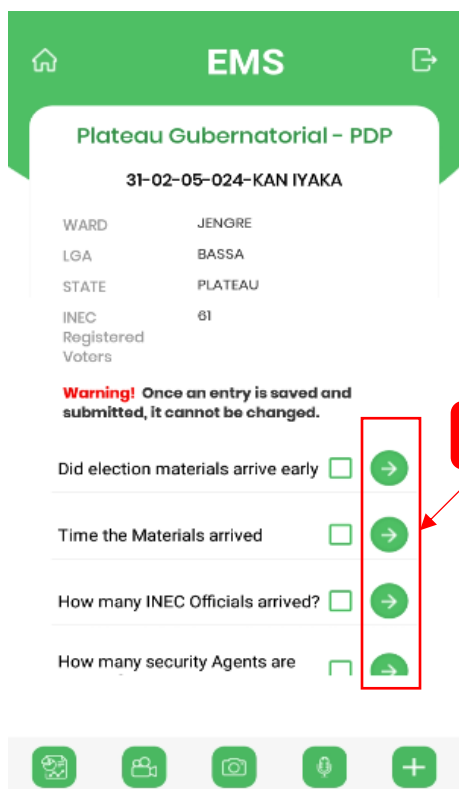 EMS
Plateau Gubernatorial - PDP
31-02-05-024-KAN IYAKA
WARD JENGRE
LGA BASSA
STATE PLATEAU
INEC Registered Voters 61
Warning! Once an entry is saved and
submitted, it cannot be changed.
Did election materials arrive early
Time the Materials arrived
How many INEC Officials arrived?
How many security Agents are